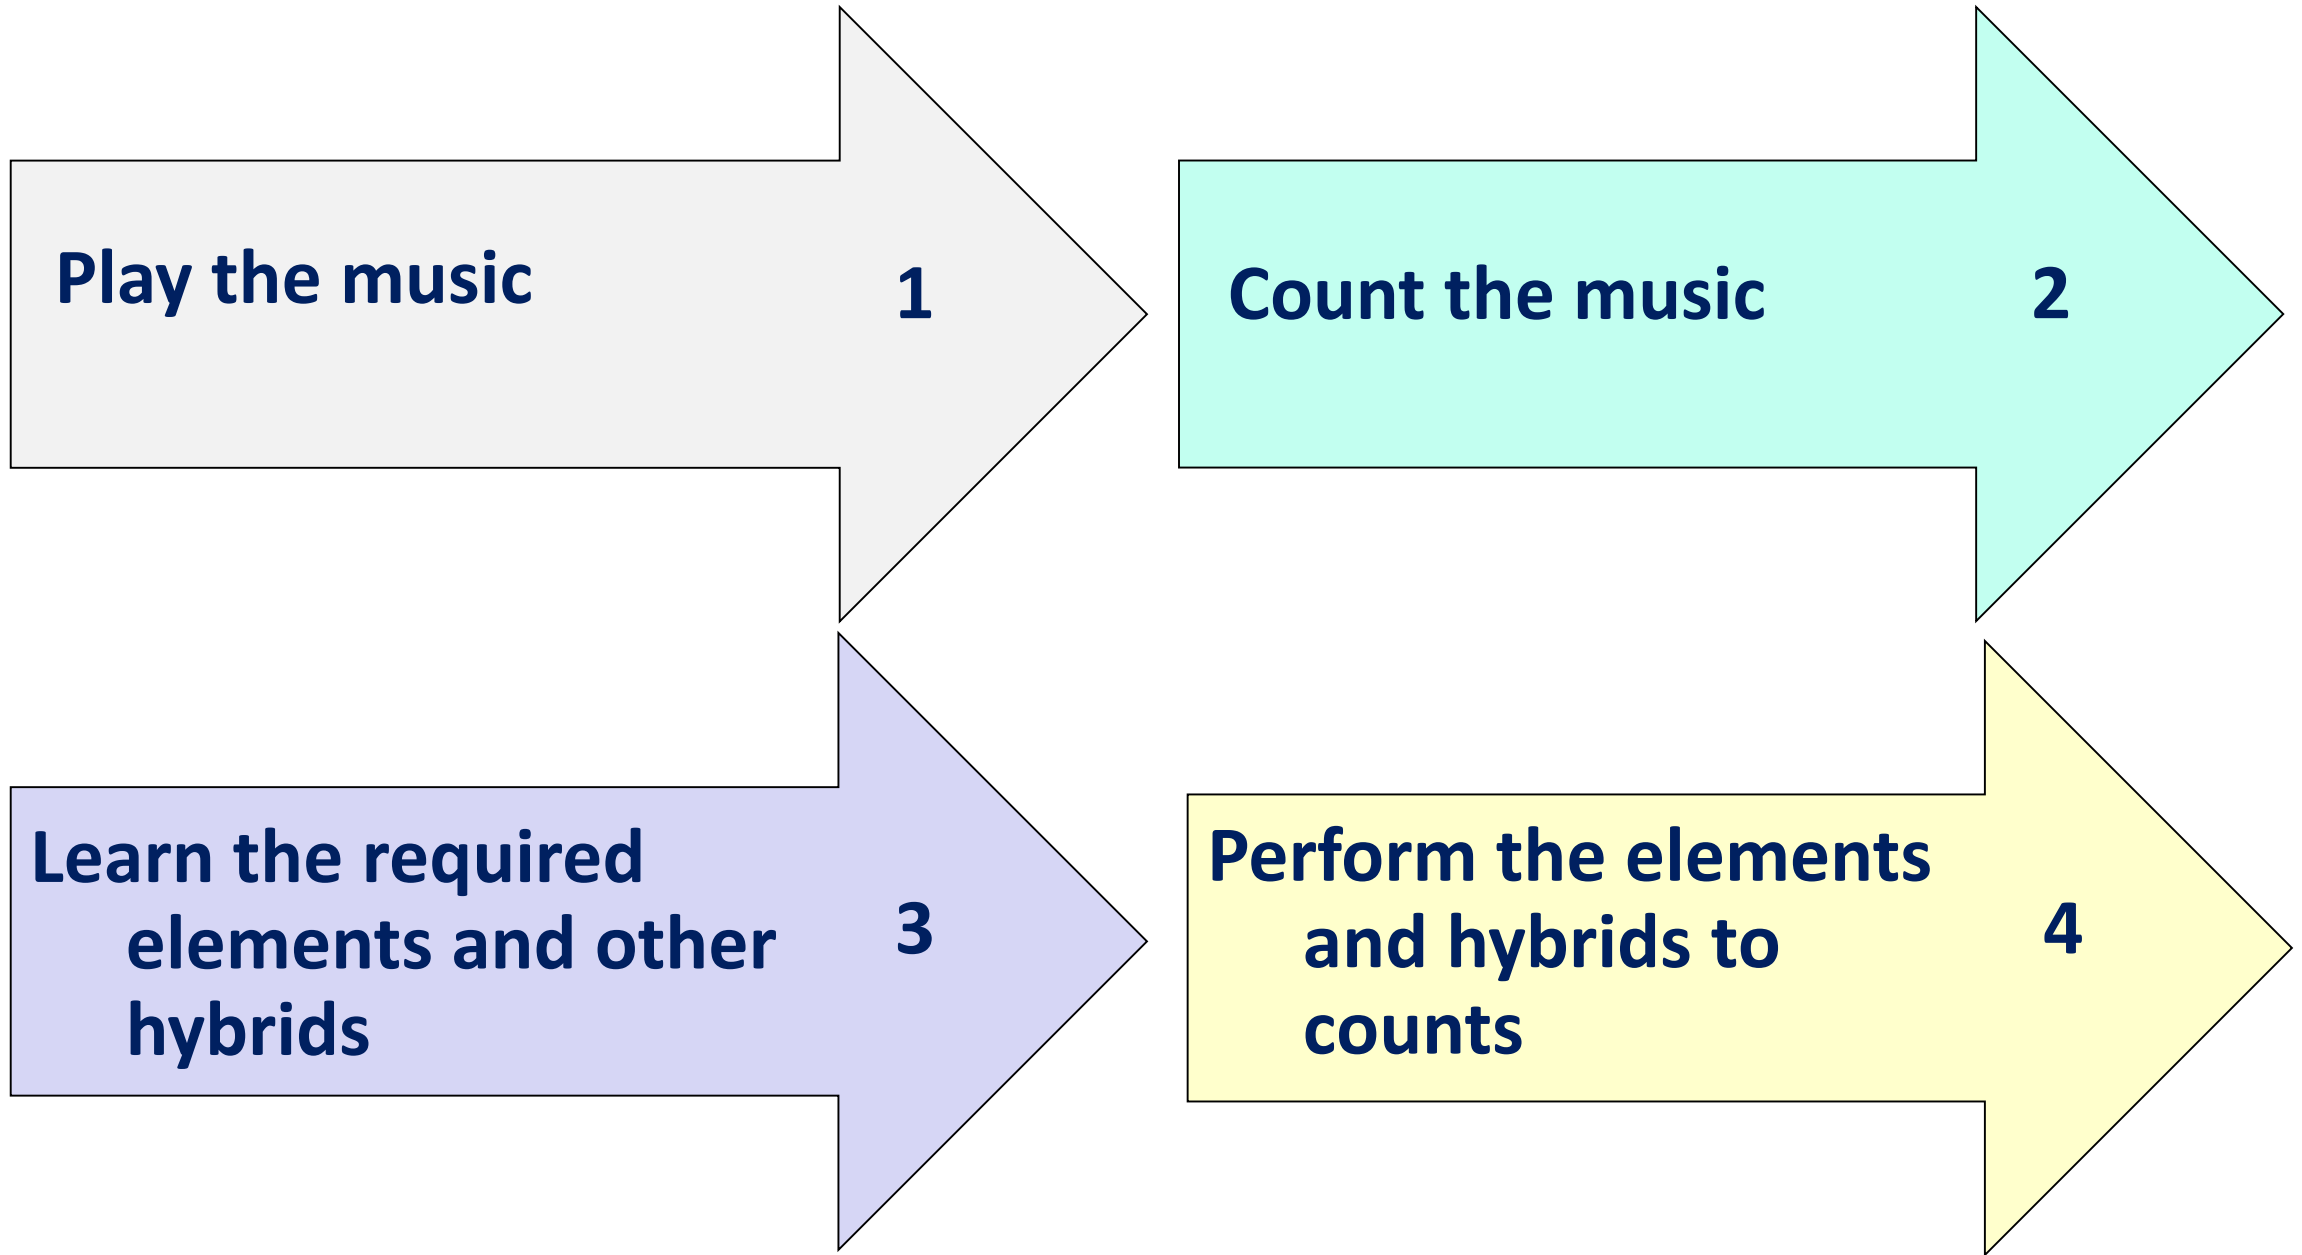 Play the music
1
Count the music
2
Learn the required
elements and other
hybrids
3
Perform the elements
and hybrids to
counts
4